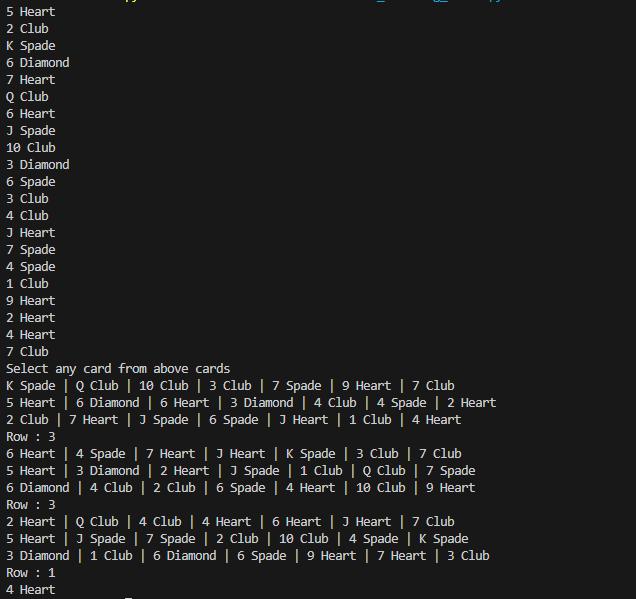 5 Heart
2 Club
K Spade
6 Diamond
7 Heart
Q Club
6 Heart
J Spade
10 Club
3 Diamond
6 Spade
3 Club
4 Club
J Heart
7 Spade
4 Spade
1 Club
9 Heart
2 Heart
4 Heart
7 Club
Select any card from above cards
K Spade | Q Club | 10 Club | 3 Club | 7 Spade | 9 Heart | 7 Club
5 Heart | 6 Diamond | 6 Heart | 3 Diamond | 4 Club | 4 Spade | 2 Heart
2 Club | 7 Heart | J Spade | 6 Spade | J Heart | 1 Club | 4 Heart
Row : 3
6 Heart | 4 Spade | 7 Heart | J Heart | K Spade | 3 Club | 7 Club
5 Heart | 3 Diamond | 2 Heart | J Spade | 1 Club | Q Club | 7 Spade
6 Diamond | 4 Club | 2 Club | 6 Spade | 4 Heart | 10 Club | 9 Heart
Row : 3
2 Heart | Q Club | 4 Club | 4 Heart | 6 Heart | J Heart | 7 Club
5 Heart | J Spade | 7 Spade | 2 Club | 10 Club | 4 Spade | K Spade
3 Diamond | 1 Club | 6 Diamond | 6 Spade | 9 Heart | 7 Heart | 3 Club
Row : 1
4 Heart